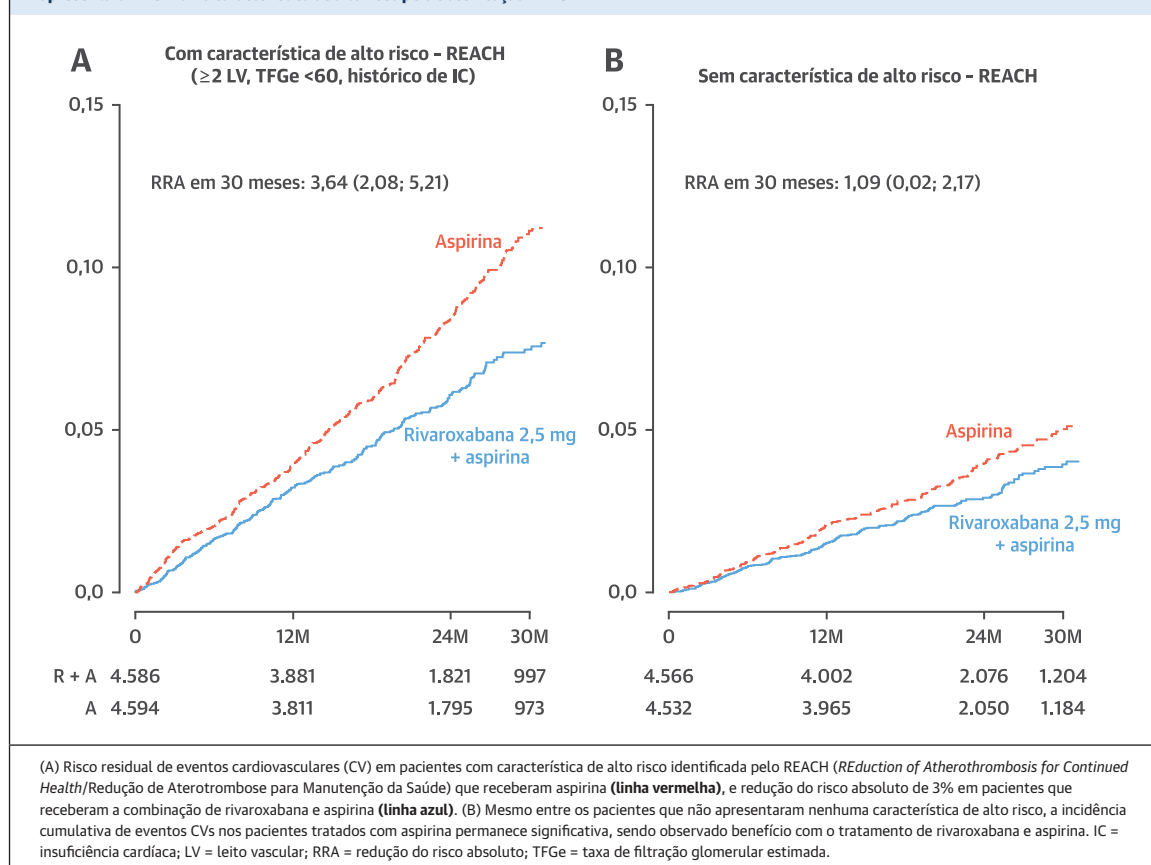 A
Com característica de alto risco – REACH
(≥2 LV, TFGe <60, histórico de IC)
0,15
RRA em 30 meses: 3,64 (2,08; 5,21)
Aspirina
0,10
0,05
Rivaroxabana 2,5 mg
+ aspirina
0,0
0 12M 24M 30M
R + A 4.586 3.881 1.821 997
A 4.594 3.811 1.795 973
B
Sem característica de alto risco – REACH
0,15
RRA em 30 meses: 1,09 (0,02; 2,17)
0,10
0,05
Aspirina
Rivaroxabana 2,5 mg
+ aspirina
0,0
0 12M 24M 30M
4.566 4.002 2.076 1.204
4.532 3.965 2.050 1.184
(A) Risco residual de eventos cardiovasculares (CV) em pacientes com característica de alto risco identificada pelo REACH (REduction of Atherothrombosis for Continued
Health/Redução de Aterotrombose para Manutenção da Saúde) que receberam aspirina (linha vermelha), e redução do risco absoluto de 3% em pacientes que
receberam a combinação de rivaroxabana e aspirina (linha azul). (B) Mesmo entre os pacientes que não apresentaram nenhuma característica de alto risco, a incidência
cumulativa de eventos CVs nos pacientes tratados com aspirina permanece significativa, sendo observado benefício com o tratamento de rivaroxabana e aspirina. IC =
insuficiência cardíaca; LV = leito vascular; RRA = redução do risco absoluto; TFGe = taxa de filtração glomerular estimada.